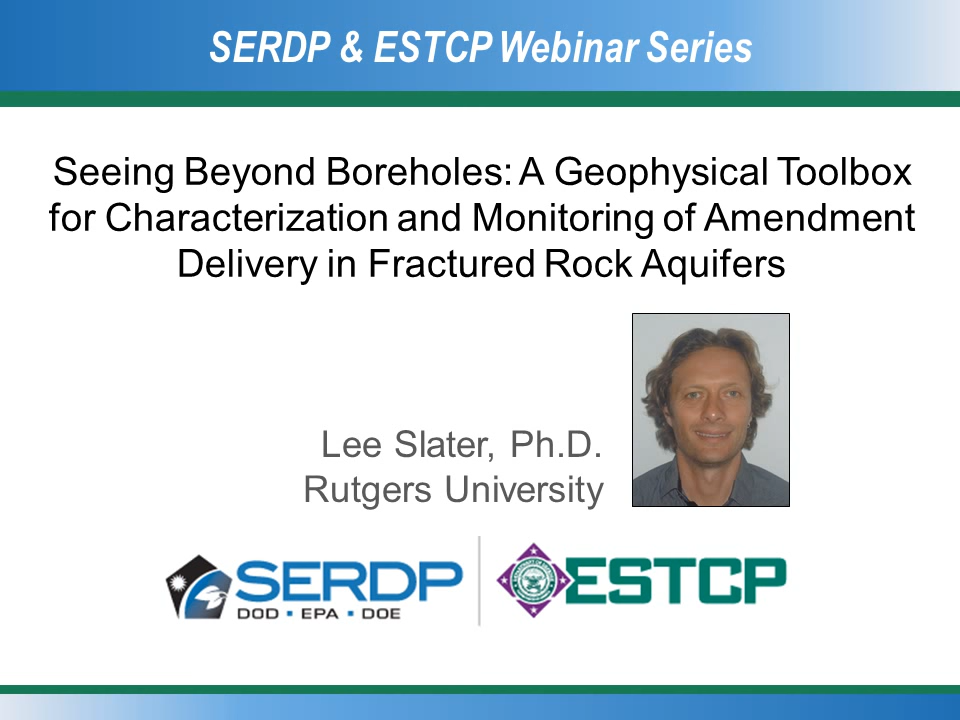 SERDP & ESTCP Webinar Series
Seeing Beyond Boreholes: A Geophysical Toolbox
for Characterization and Monitoring of Amendment
Delivery in Fractured Rock Aquifers
Lee Slater, Ph.D.
Rutgers University
SERDP
DOD • EPA • DOE
ESTCP